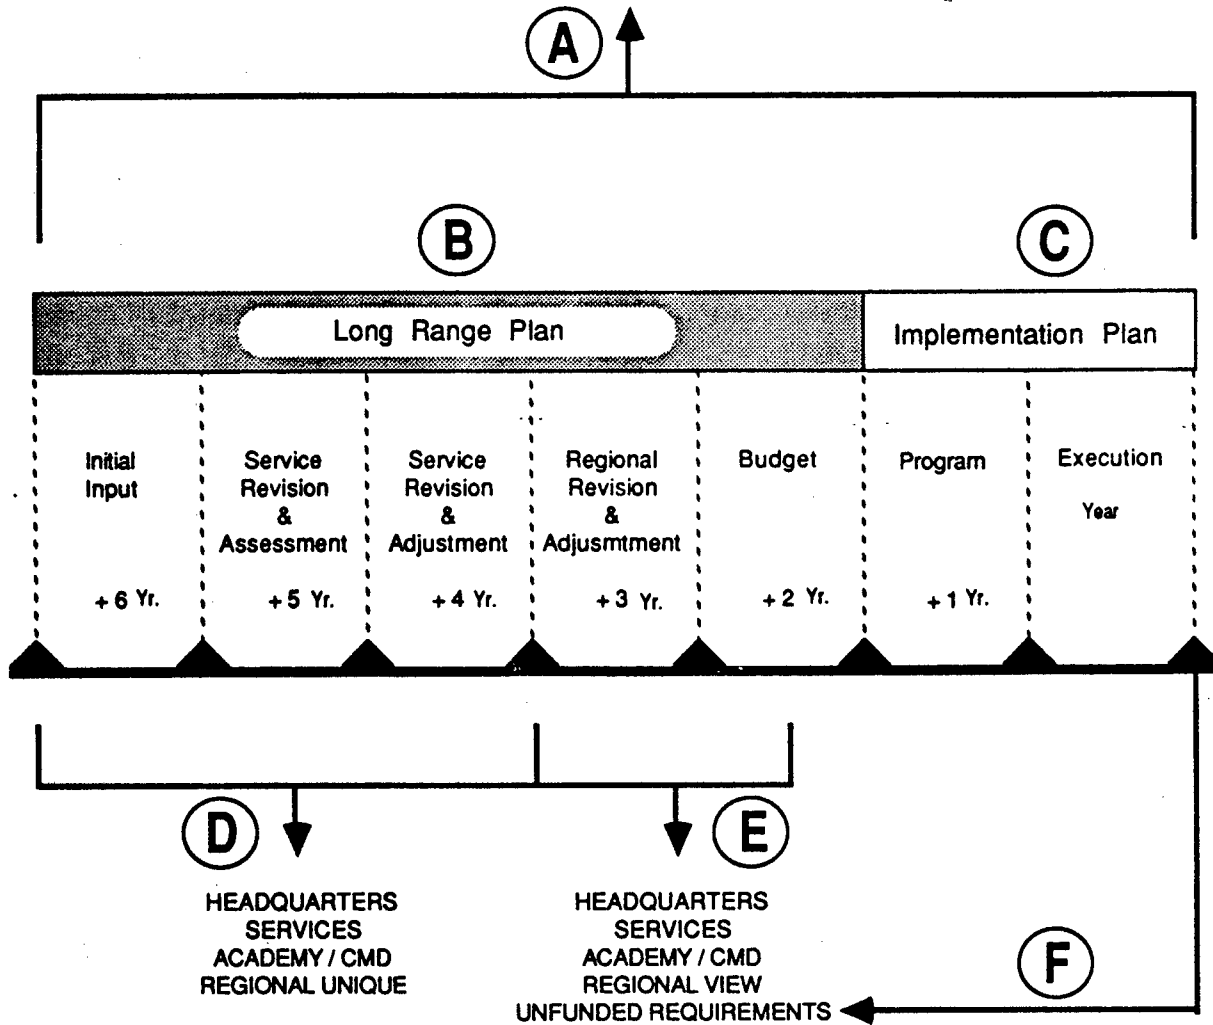 A
B
C
Long Range Plan
Implementation Plan
Initial
Input
+ 6 Yr.
Service
Revision
&
Assessment
+ 5 Yr.
Service
Revision
&
Adjustment
+ 4 Yr.
Regional
Revision
&
Adjusmtment
+ 3 Yr.
Budget
+ 2 Yr.
Program
+ 1 Yr.
Execution
Year
D
E
HEADQUARTERS
SERVICES
ACADEMY / CMD
REGIONAL UNIQUE
HEADQUARTERS
SERVICES
ACADEMY / CMD
REGIONAL VIEW
UNFUNDED REQUIREMENTS
F